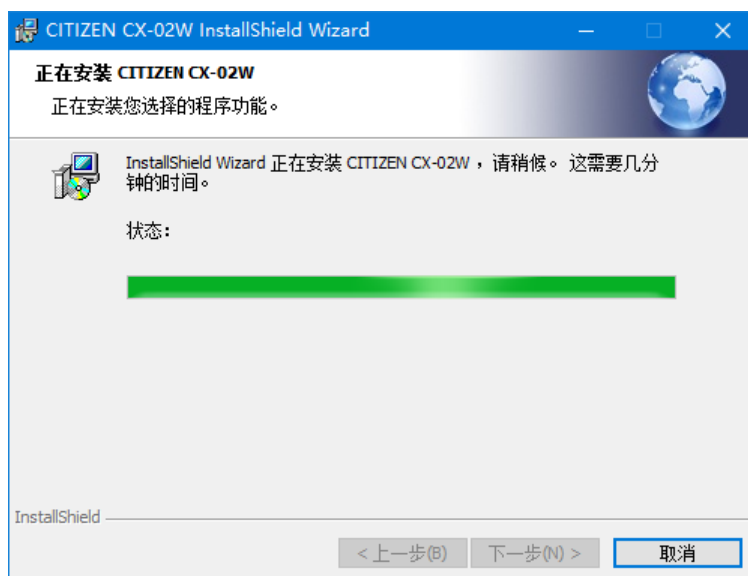 CITIZEN CX-02W InstallShield Wizard
正在安装 CITIZEN CX-02W
正在安装您选择的程序功能。
InstallShield Wizard 正在安装 CITIZEN CX-02W ，请稍候。 这需要几分
钟的时间。
状态：
InstallShield
<上一步(B)
下一步(N) >
取消